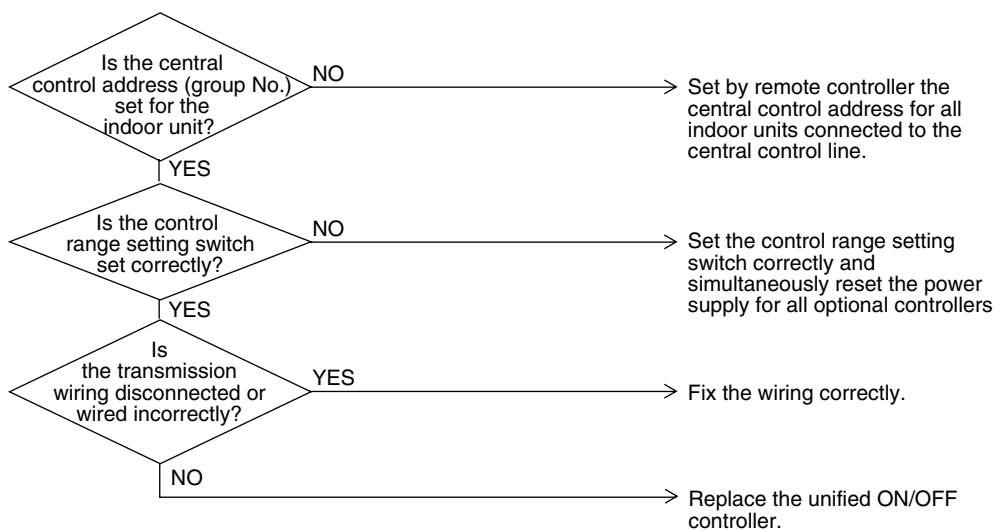 Is the central
control address (group No.)
set for the
indoor unit?
NO
Set by remote controller the
central control address for all
indoor units connected to the
central control line.
YES
Is the control
range setting switch
set correctly?
NO
Set the control range setting
switch correctly and
simultaneously reset the power
supply for all optional controllers
YES
Is
the transmission
wiring disconnected or
wired incorrectly?
YES
Fix the wiring correctly.
NO
Replace the unified ON/OFF
controller.